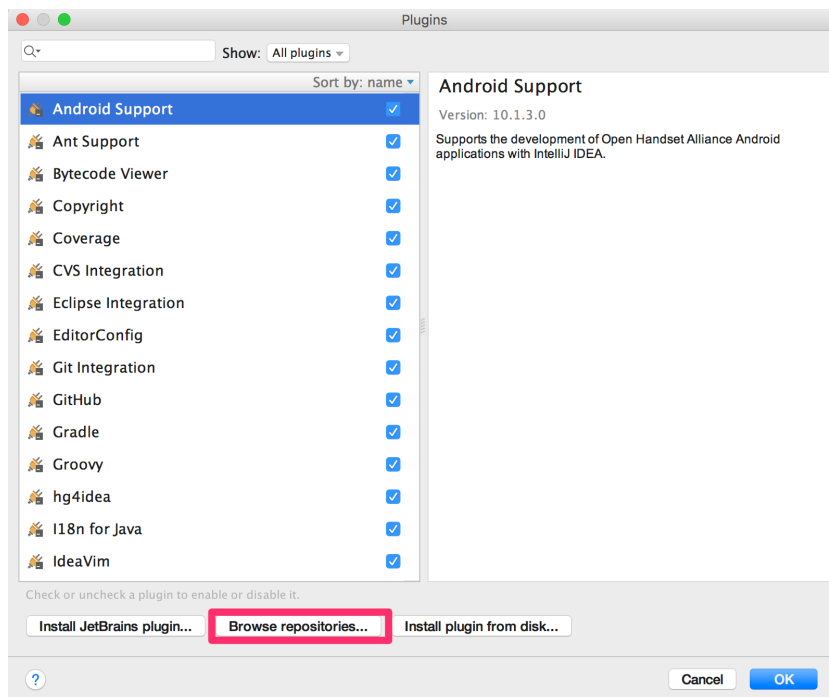 Plugins
Show: All plugins
Sort by: name
Android Support
Ant Support
Bytecode Viewer
Copyright
Coverage
CVS Integration
Eclipse Integration
EditorConfig
Git Integration
GitHub
Gradle
Groovy
hg4idea
I18n for Java
IdeaVim
Android Support
Version: 10.1.3.0
Supports the development of Open Handset Alliance Android
applications with IntelliJ IDEA.
Check or uncheck a plugin to enable or disable it.
Install JetBrains plugin... Browse repositories... Install plugin from disk...
? Cancel OK